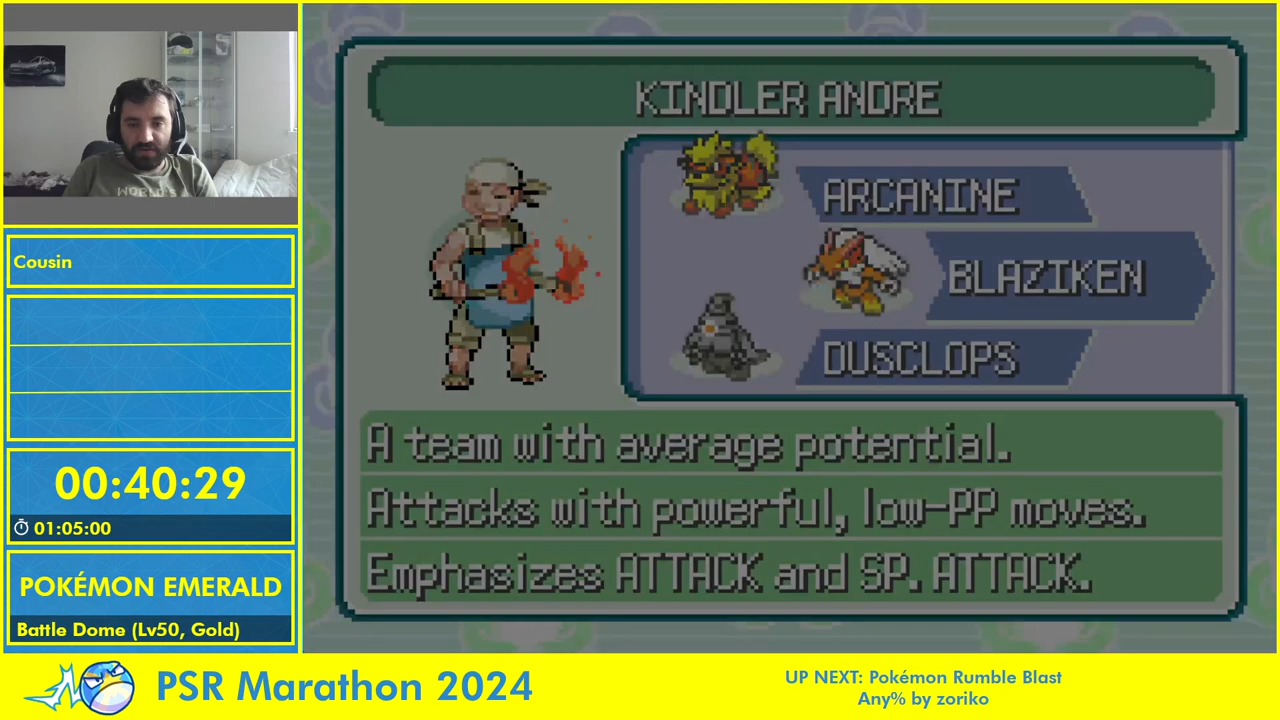 KINDLER ANDRE
ARCANINE
BLAZIKEN
DUSCLOPS
A team with average potential.
Attacks with powerful, low-PP moves.
Emphasizes ATTACK and SP. ATTACK.
WORLD'S
Cousin
00:40:29
01:05:00
POKÉMON EMERALD
Battle Dome (Lv50, Gold)
PSR Marathon 2024
UP NEXT: Pokémon Rumble Blast
Any% by zoriko